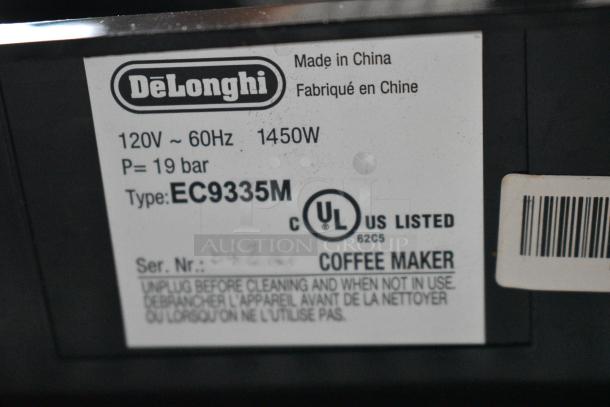 DeLonghi
Made in China
Fabriqué en Chine
120V ~ 60Hz 1450W
P= 19 bar
Type: EC9335M
C UL ® US LISTED
62C5
AUCTION GROUP
Ser. Nr.: COFFEE MAKER
UNPLUG BEFORE CLEANING AND WHEN NOT IN USE.
DEBRANCHER L'APPAREIL AVANT DE LA NETTOYER
OU LORSQU'ON NE L'UTILISE PAS.